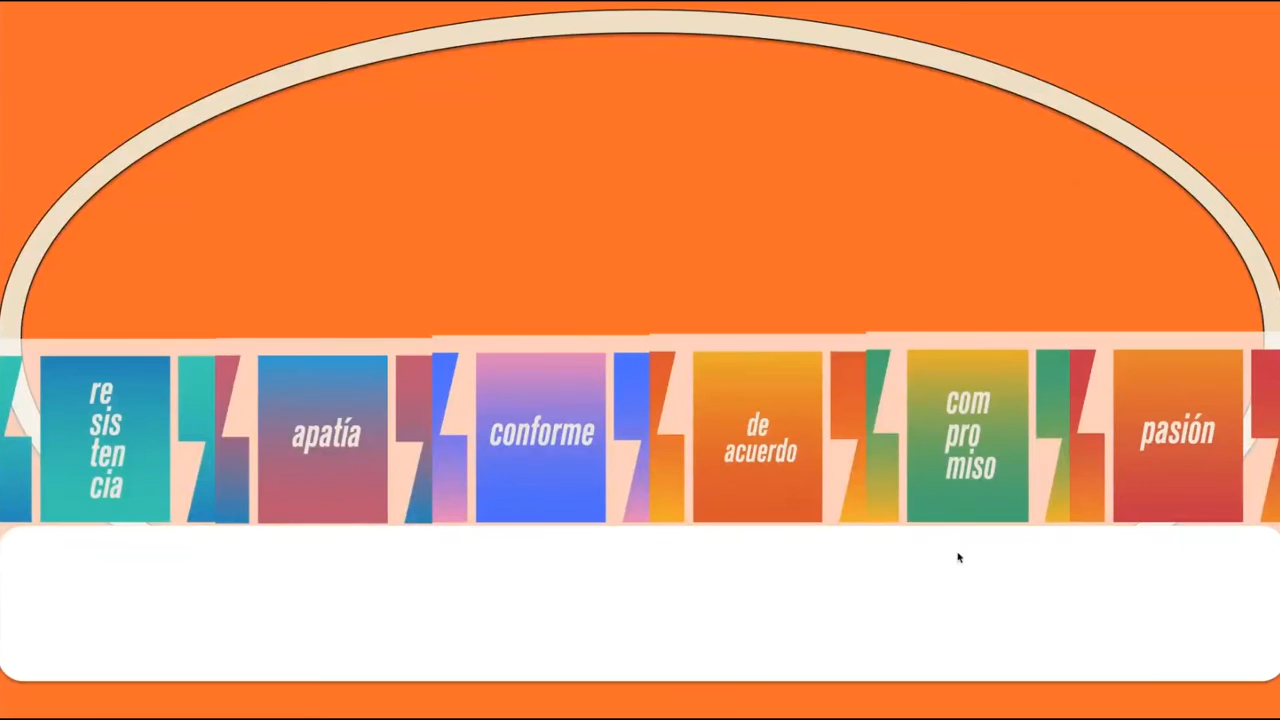 re
sis
ten
cia
apatía
conforme
de
acuerdo
com
pro
miso
pasión